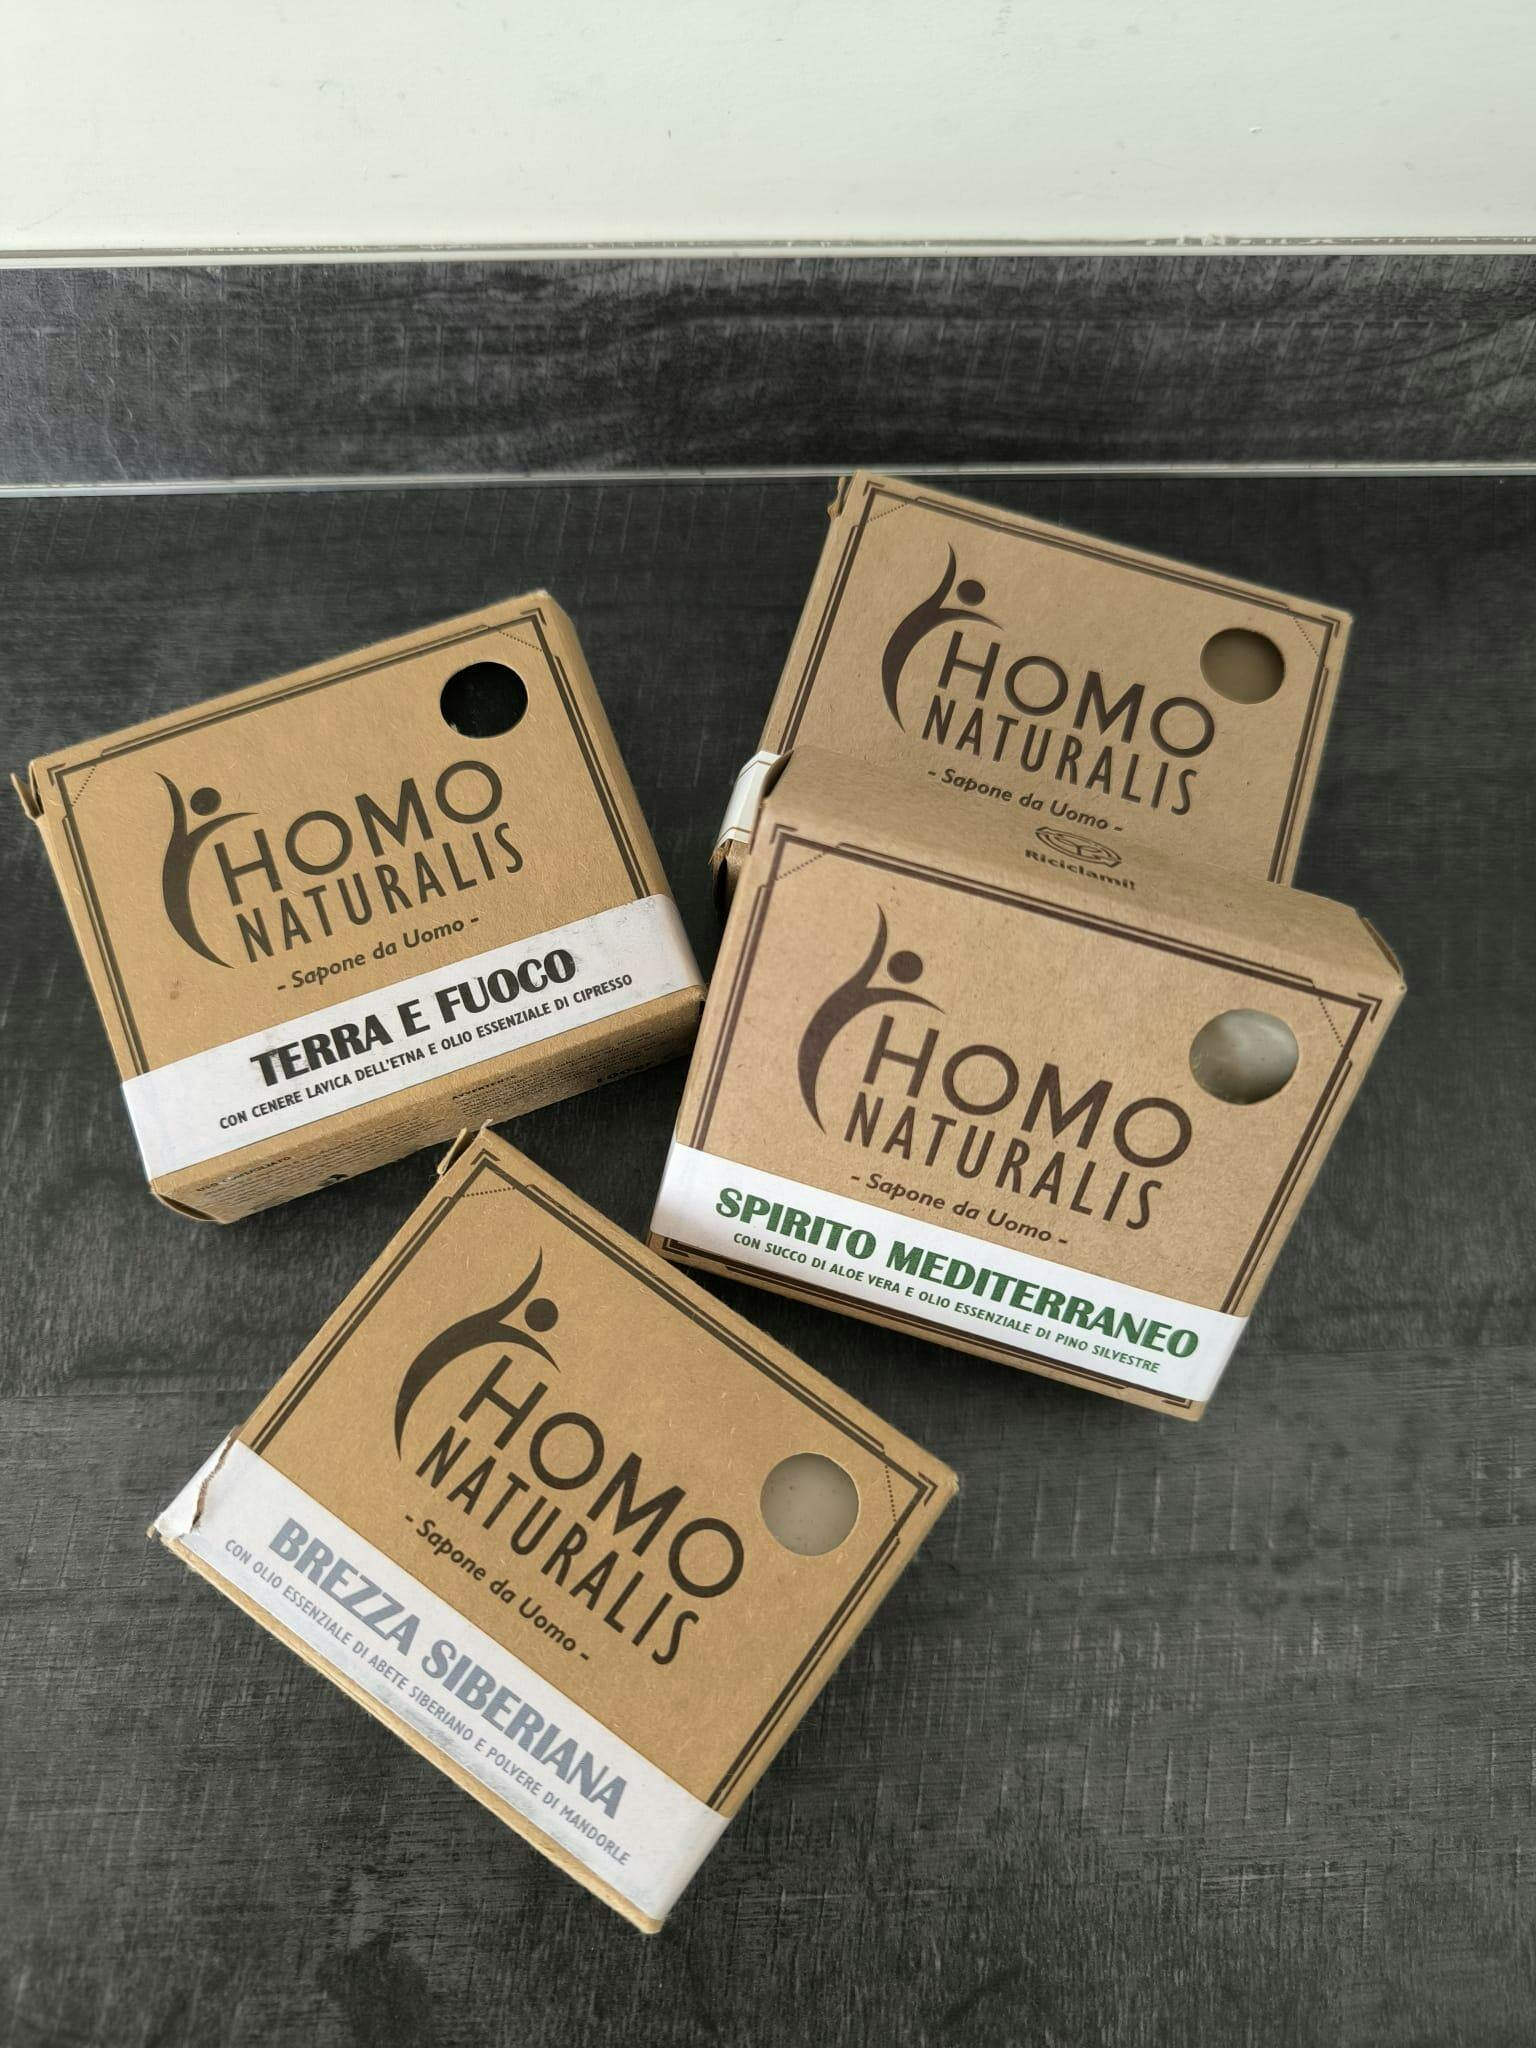 HOMO
NATURALIS
- Sapone da Uomo -
TERRA E FUOCO
CON CENERE LAVICA DELL'ETNA E OLIO ESSENZIALE DI CIPRESSO
AVVERTENZE
HOMO
NATURALIS
- Sapone da Uomo -
Riciclami!
HOMO
NATURALIS
- Sapone da Uomo -
SPIRITO MEDITERRANEO
CON SUCCO DI ALOE VERA E OLIO ESSENZIALE DI PINO SILVESTRE
HOMO
NATURALIS
- Sapone da Uomo -
BREZZA SIBERIANA
CON OLIO ESSENZIALE DI ABETE SIBERIANO E POLVERE DI MANDORLE